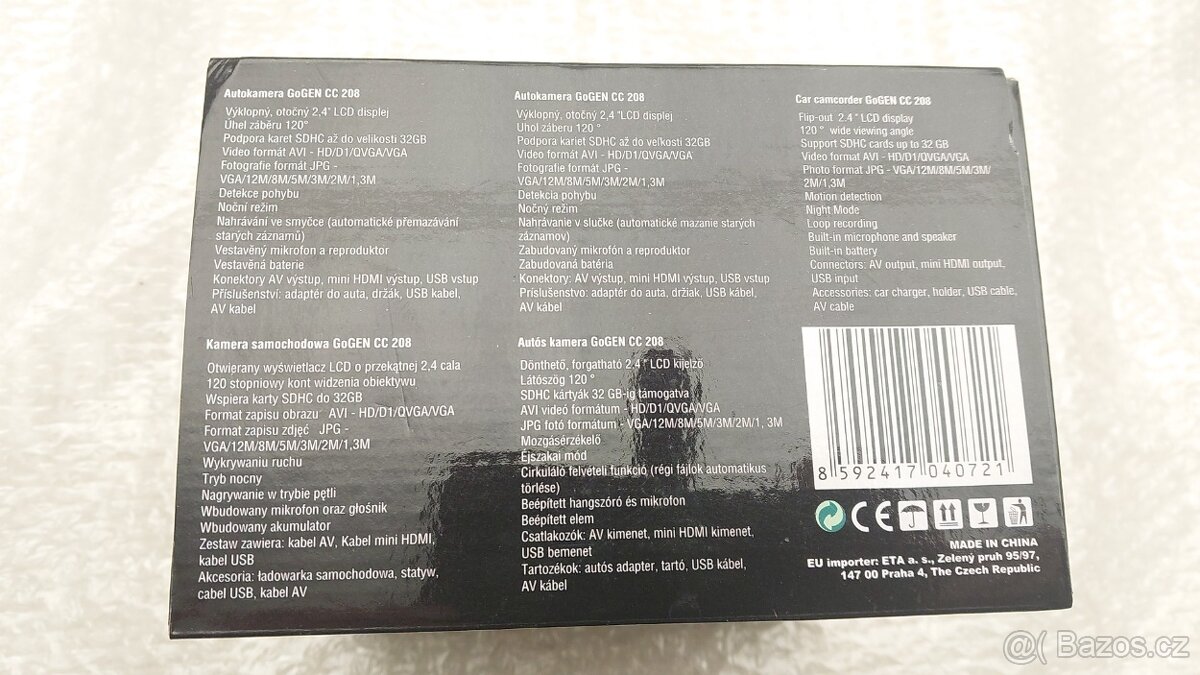 Autokamera GoGEN CC 208
Výklopný, otočný 2,4" LCD displej
Úhel záběru 120°
Podpora karet SDHC až do velikosti 32GB
Video formát AVI - HD/D1/QVGA/VGA
Fotografie formát JPG -
VGA/12M/8M/5M/3M/2M/1,3M
Detekce pohybu
Noční režim
Nahrávání ve smyčce (automatické přemazávání
starých záznamů)
Vestavěný mikrofon a reproduktor
Vestavěná baterie
Konektory AV výstup, mini HDMI výstup, USB vstup
Příslušenství: adaptér do auta, držák, USB kabel,
AV kabel
Autokamera GoGEN CC 208
Výklopný, otočný 2,4 "LCD displej
Uhol záberu 120 °
Podpora kariet SDHC až do veľkosti 32GB
Video formát AVI - HD/D1/QVGA/VGA
Fotografie formát JPG -
VGA/12M/8M/5M/3M/2M/1,3M
Detekcia pohybu
Nočný režim
Nahrávanie v slučke (automatické mazanie starých
záznamov)
Zabudovaný mikrofón a reproduktor
Zabudovaná batéria
Konektory: AV výstup, mini HDMI výstup, USB vstup
Príslušenstvo: adaptér do auta, držiak, USB kábel,
AV kábel
Car camcorder GoGEN CC 208
Flip-out 2.4 " LCD display
120 ° wide viewing angle
Support SDHC cards up to 32 GB
Video format AVI - HD/D1/QVGA/VGA
Photo format JPG - VGA/12M/8M/5M/3M/
2M/1,3M
Motion detection
Night Mode
Loop recording
Built-in microphone and speaker
Built-in battery
Connectors: AV output, mini HDMI output,
USB input
Accessories: car charger, holder, USB cable,
AV cable
Kamera samochodowa GoGEN CC 208
Otwierany wyświetlacz LCD o przekątnej 2,4 cala
120 stopniowy kont widzenia obiektywu
Wspiera karty SDHC do 32GB
Format zapisu obrazu AVI - HD/D1/QVGA/VGA
Format zapisu zdjęć JPG -
VGA/12M/8M/5M/3M/2M/1,3M
Wykrywaniu ruchu
Tryb nocny
Nagrywanie w trybie pętli
Wbudowany mikrofon oraz głośnik
Wbudowany akumulator
Zestaw zawiera: kabel AV, Kabel mini HDMI,
kabel USB
Akcesoria: ładowarka samochodowa, statyw,
cabel USB, kabel AV
Autós kamera GoGEN CC 208
Dönthető, forgatható 2,4 " LCD kijelző
Látószög 120 °
SDHC kártyák 32 GB-ig támogatva
AVI videó formátum - HD/D1/QVGA/VGA
JPG fotó formátum - VGA/12M/8M/5M/3M/2M/1, 3M
Mozgásérzékelő
Éjszakai mód
Cirkuláló felvételi funkció (régi fájlok automatikus
törlése)
Beépített hangszóró és mikrofon
Beépített elem
Csatlakozók: AV kimenet, mini HDMI kimenet,
USB bemenet
Tartozékok: autós adapter, tartó, USB kábel,
AV kábel
8 592417 040721
CE
MADE IN CHINA
EU importer: ETA a. s., Zelený pruh 95/97,
147 00 Praha 4, The Czech Republic
@( Bazos.cz